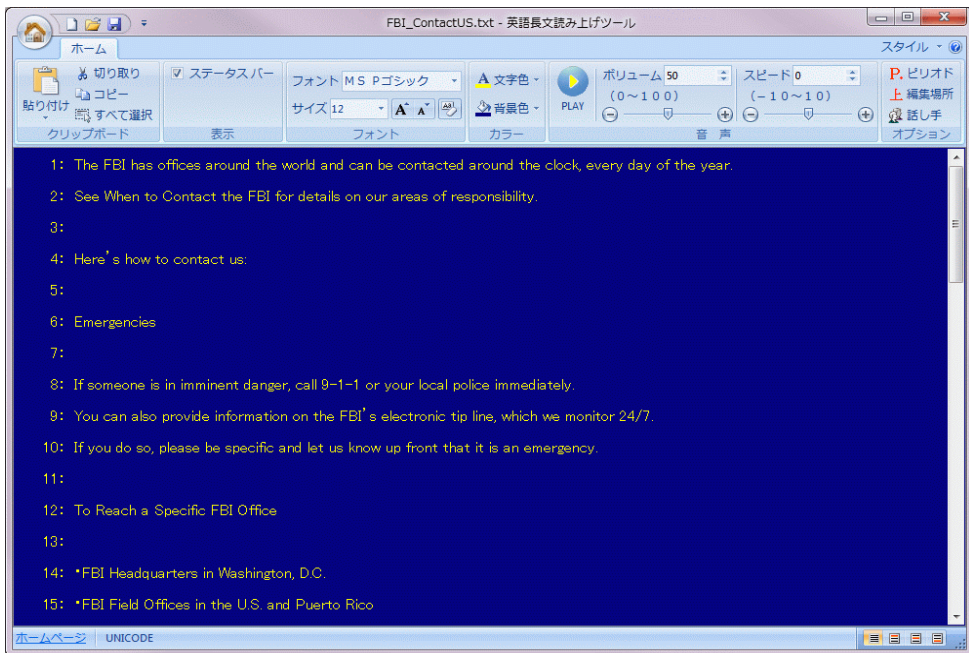 FBI_ContactUS.txt - 英語長文読み上げツール
ホーム
スタイル
貼り付け
切り取り
コピー
すべて選択
クリップボード
ステータスバー
表示
フォント MS Pゴシック
サイズ 12
A A
フォント
A 文字色
背景色
カラー
PLAY
ボリューム 50
(0~100)
スピード 0
(-10~10)
音 声
P. ピリオド
上 編集場所
話し手
オプション
1: The FBI has offices around the world and can be contacted around the clock, every day of the year.
2: See When to Contact the FBI for details on our areas of responsibility.
3:
4: Here’s how to contact us:
5:
6: Emergencies
7:
8: If someone is in imminent danger, call 9-1-1 or your local police immediately.
9: You can also provide information on the FBI’s electronic tip line, which we monitor 24/7.
10: If you do so, please be specific and let us know up front that it is an emergency.
11:
12: To Reach a Specific FBI Office
13:
14: •FBI Headquarters in Washington, D.C.
15: •FBI Field Offices in the U.S. and Puerto Rico
ホームページ UNICODE